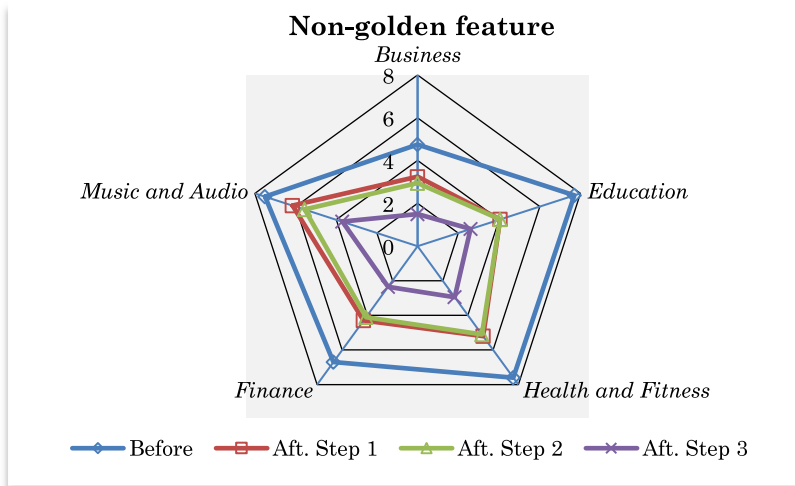 Non-golden feature
Business
8
6
4
Music and Audio
Education
2
0
Finance
Health and Fitness
Before Aft. Step 1 Aft. Step 2 Aft. Step 3